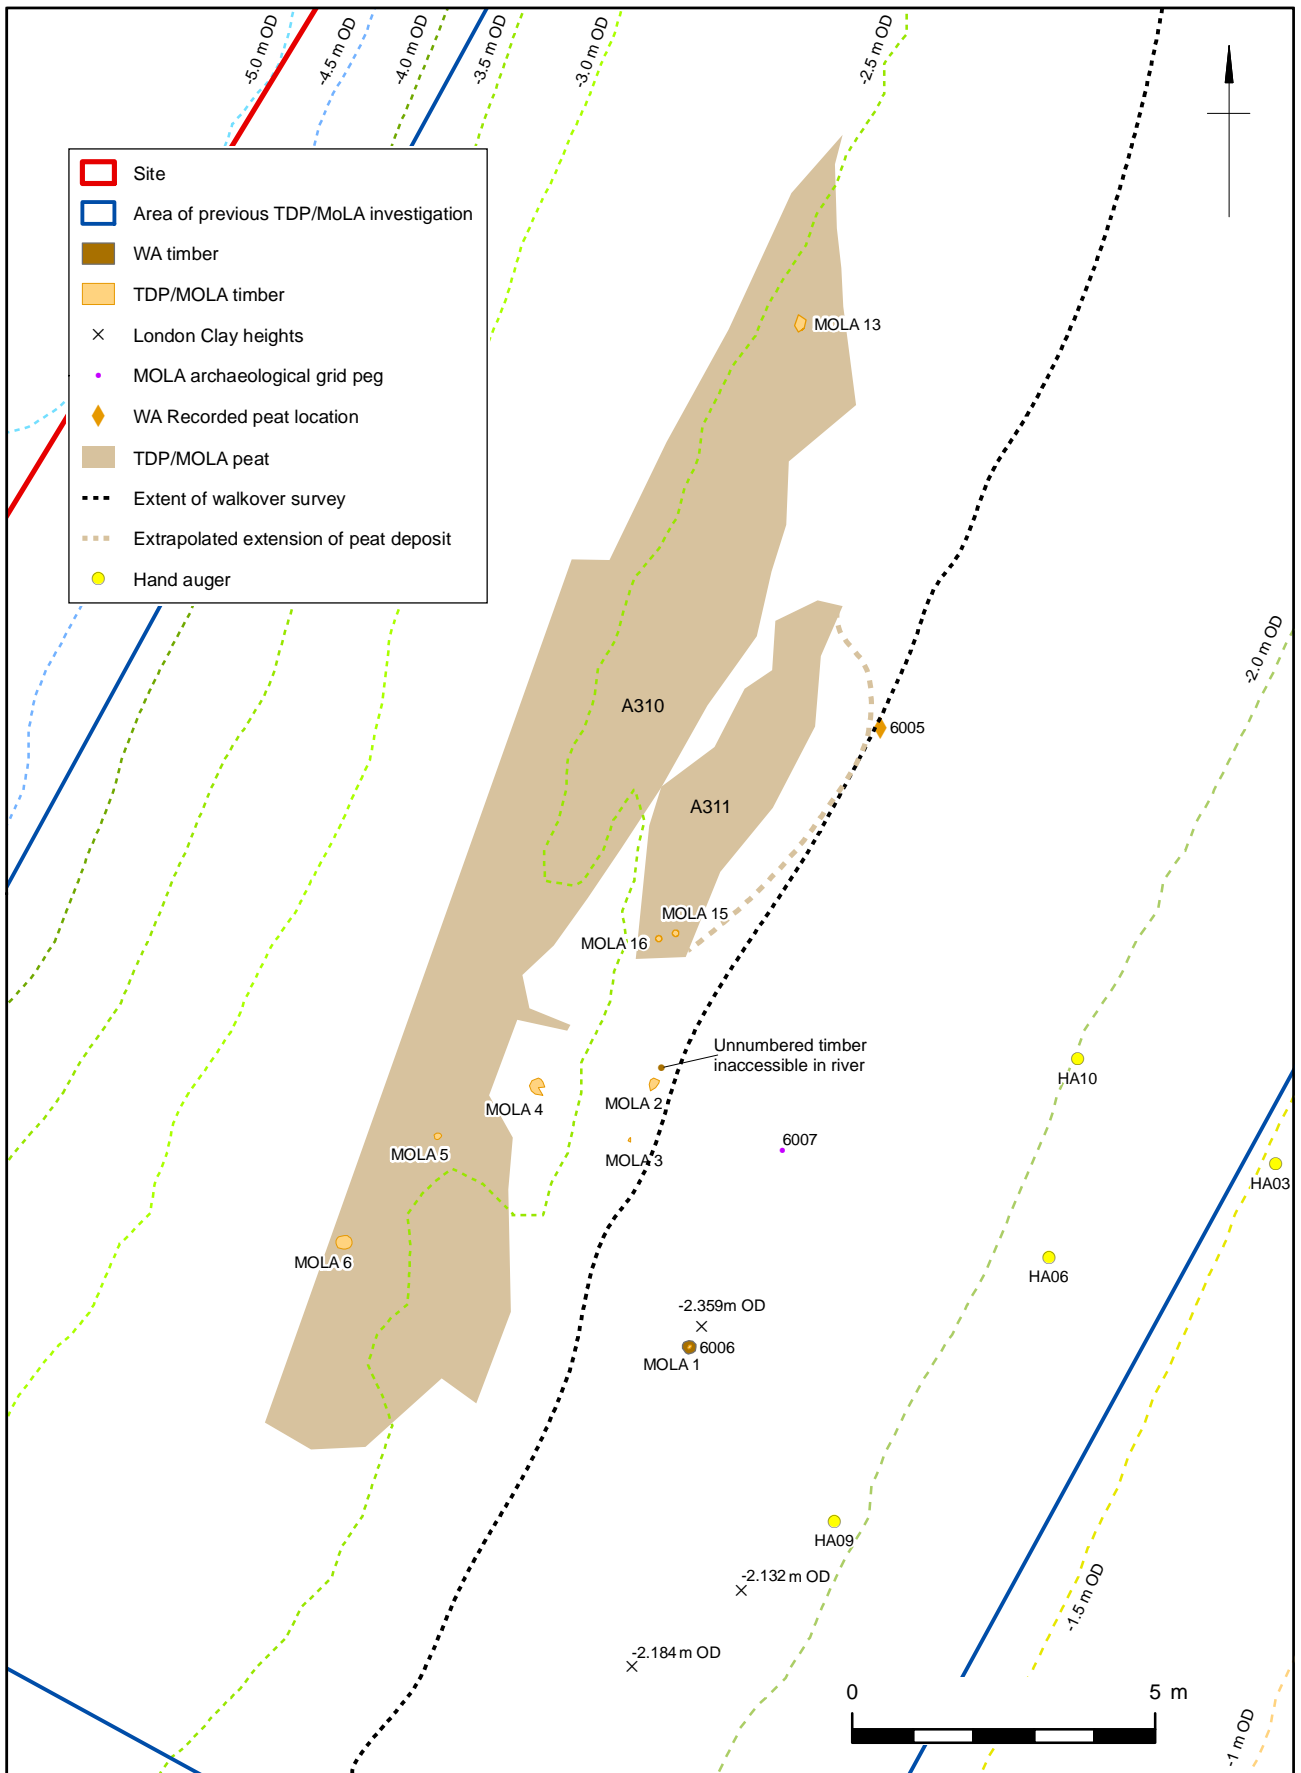 -5.0 m OD
-4.5 m OD
-4.0 m OD
-3.5 m OD
-3.0 m OD
-2.5 m OD
Site
Area of previous TDP/MoLA investigation
WA timber
TDP/MOLA timber
London Clay heights
MOLA archaeological grid peg
WA Recorded peat location
TDP/MOLA peat
Extent of walkover survey
Extrapolated extension of peat deposit
Hand auger
MOLA 13
-2.0 m OD
A310
6005
A311
MOLA 15
MOLA 16
Unnumbered timber
inaccessible in river
HA10
MOLA 4
MOLA 2
MOLA 5
MOLA 3
6007
HA03
MOLA 6
HA06
-2.359m OD
6006
MOLA 1
HA09
-2.132 m OD
-1.5 m OD
-2.184 m OD
0 5 m
-1 m OD